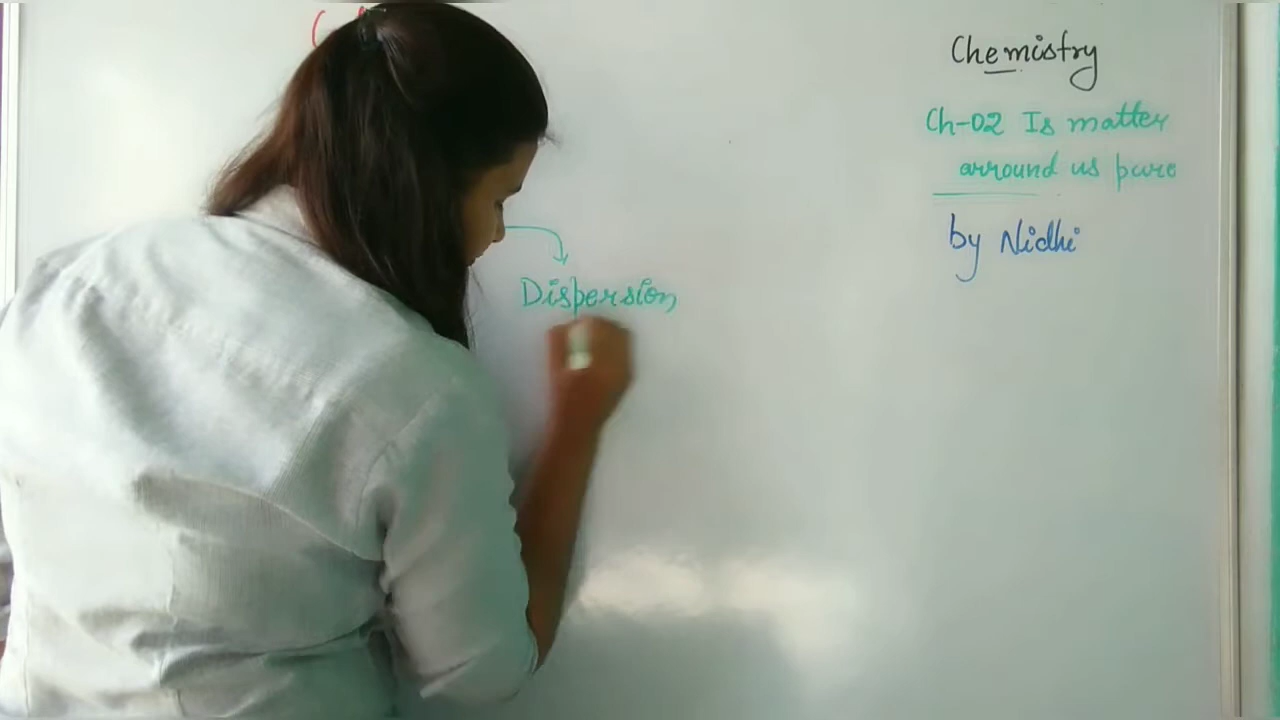 Chemistry
Ch-02 Is matter
arround us pure
by Nidhi
Dispersion